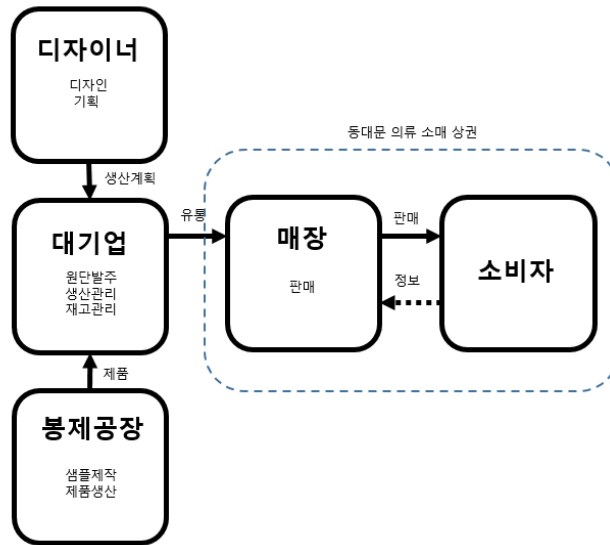 디자이너
디자인
기획
동대문 의류 소매 상권
생산계획
대기업
원단발주
생산관리
재고관리
유통
매장
판매
판매
정보
소비자
제품
봉제공장
샘플제작
제품생산